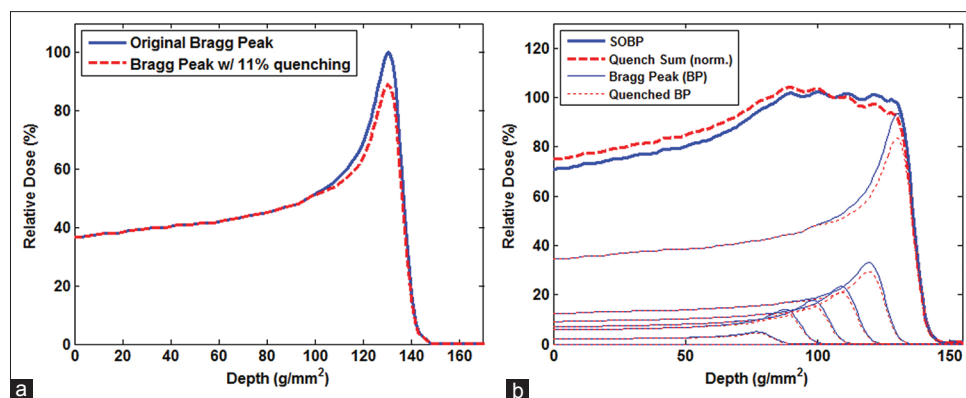 Original Bragg Peak
Bragg Peak w/ 11% quenching
100
80
60
40
20
0
Relative Dose (%)
0 20 40 60 80 100 120 140 160
Depth (g/mm²)
a
SOBP
Quench Sum (norm.)
Bragg Peak (BP)
Quenched BP
120
100
80
60
40
20
0
Relative Dose (%)
0 50 100 150
Depth (g/mm²)
b